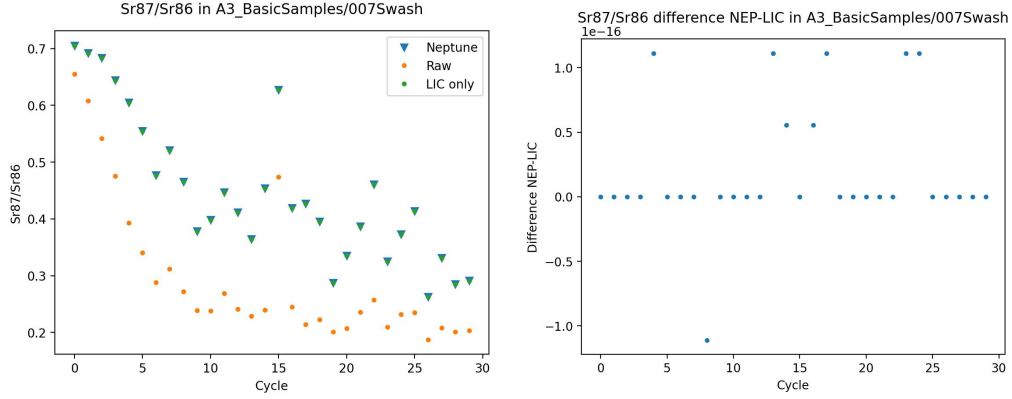 Sr87/Sr86 in A3_BasicSamples/007Swash
Neptune
Raw
LIC only
Sr87/Sr86
0.7
0.6
0.5
0.4
0.3
0.2
0
5
10
15
20
25
30
Cycle
Sr87/Sr86 difference NEP-LIC in A3_BasicSamples/007Swash
1e−16
Difference NEP-LIC
1.0
0.5
0.0
−0.5
−1.0
0
5
10
15
20
25
30
Cycle